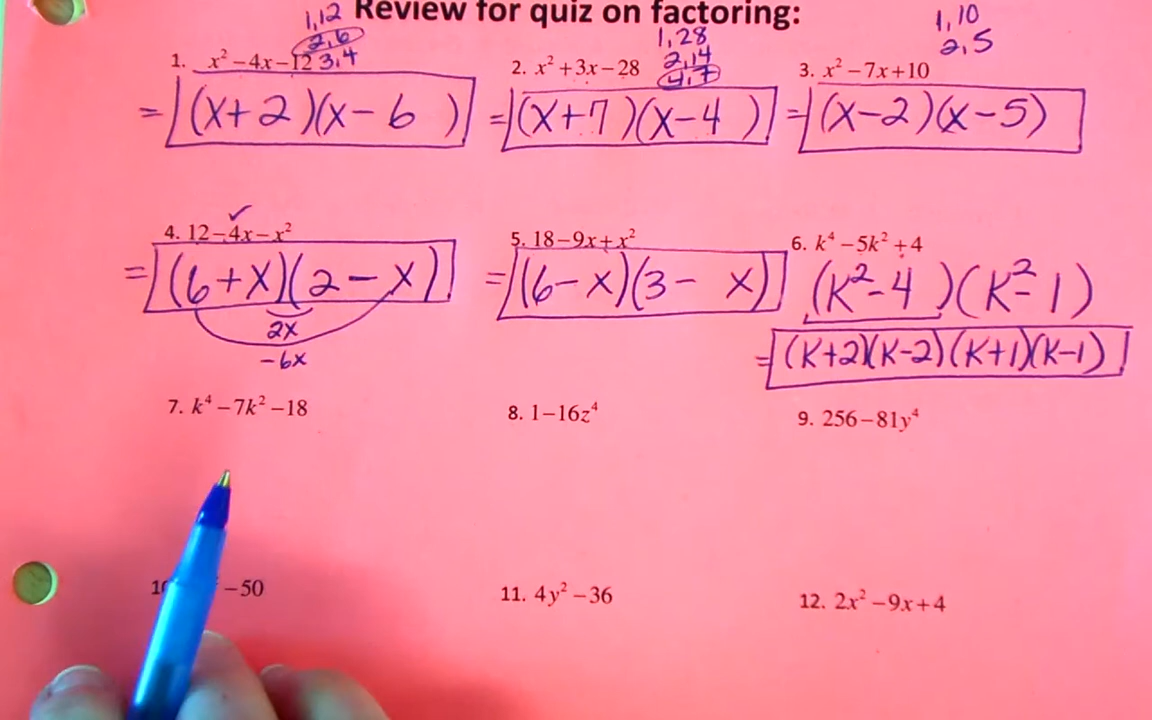 Review for quiz on factoring:
1,12
2,6
3,4
1. x² −4x−12
= (x+2)(x−6)
1,28
2,14
4,7
2. x² +3x−28
= (x+7)(x−4)
1,10
2,5
3. x² −7x+10
= (x−2)(x−5)
4. 12−4x−x²
= (6+x)(2−x)
2x
−6x
5. 18−9x+x²
= (6−x)(3− x)
6. k⁴ −5k² +4
(k²-4)(k²-1)
= (k+2)(k−2)(k+1)(k−1)
7. k⁴ −7k² −18
8. 1−16z⁴
9. 256−81y⁴
−50
11. 4y² −36
12. 2x² −9x+4